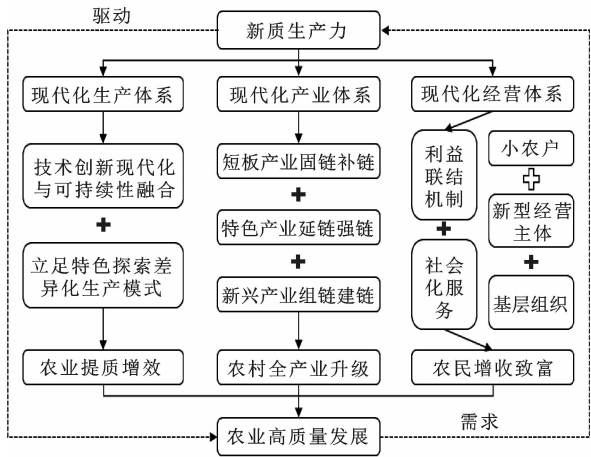 驱动
新质生产力
现代化生产体系
现代化产业体系
现代化经营体系
技术创新现代化
与可持续性融合
+
立足特色探索差
异化生产模式
短板产业固链补链
+
特色产业延链强链
+
新兴产业组链建链
利益
联结
机制
+
社会
化服
务
小农户
+
新型经营
主体
+
基层组织
农业提质增效
农村全产业升级
农民增收致富
农业高质量发展
需求